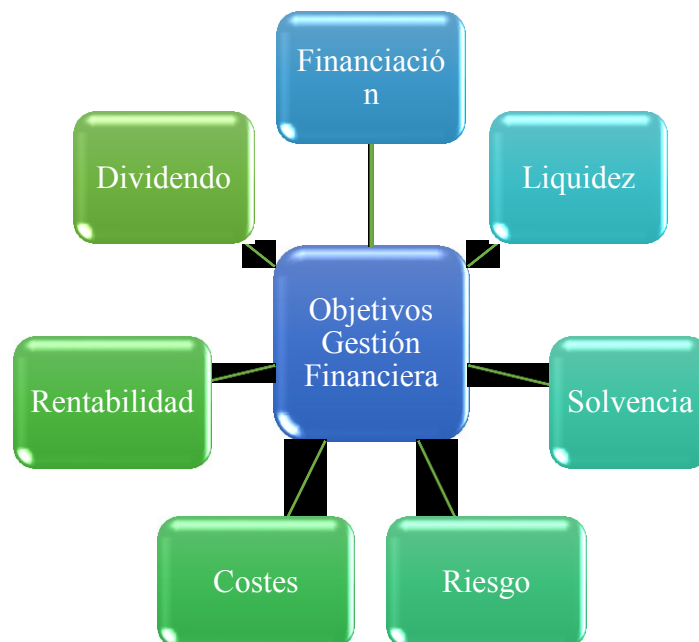 Financiació
n
Dividendo
Liquidez
Objetivos
Gestión
Financiera
Rentabilidad
Solvencia
Costes
Riesgo